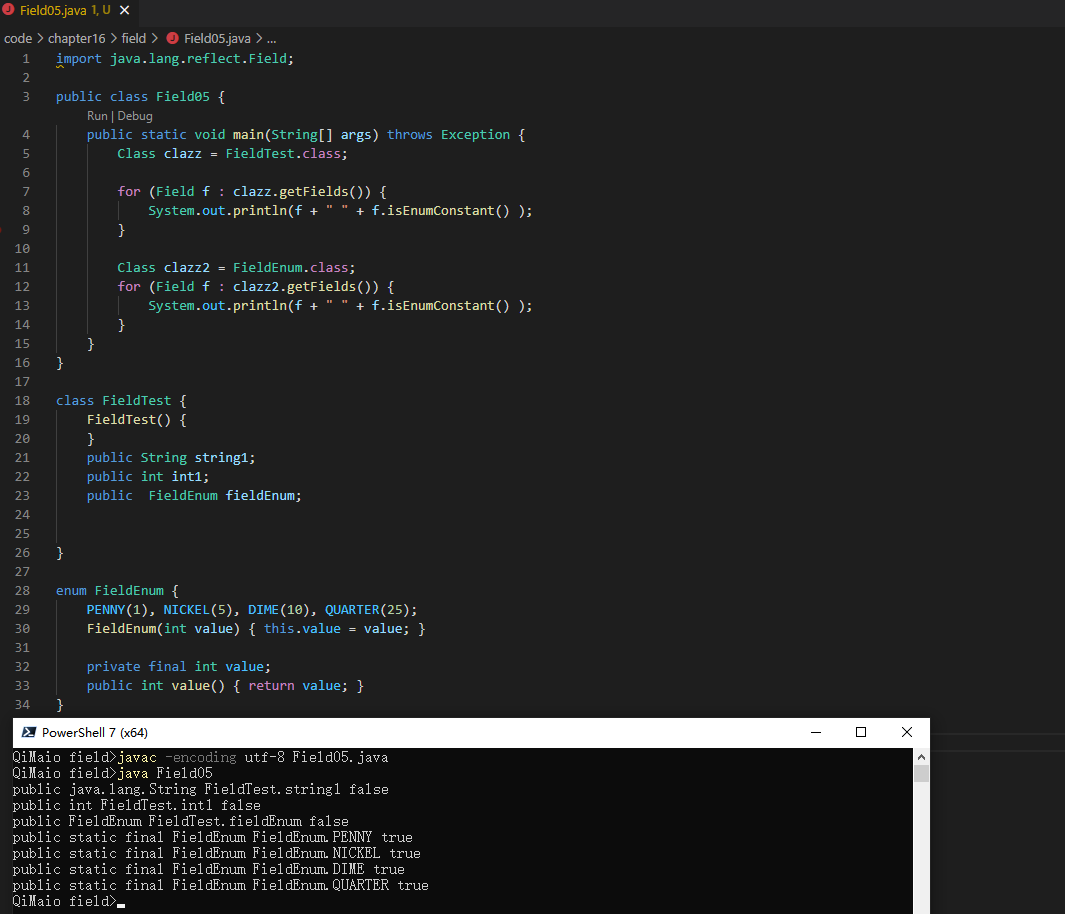 J Field05.java 1, U ×
code > chapter16 > field > J Field05.java > ...
1 import java.lang.reflect.Field;
2
3 public class Field05 {
Run | Debug
4 public static void main(String[] args) throws Exception {
5 Class clazz = FieldTest.class;
6
7 for (Field f : clazz.getFields()) {
8 System.out.println(f + " " + f.isEnumConstant() );
9 }
10
11 Class clazz2 = FieldEnum.class;
12 for (Field f : clazz2.getFields()) {
13 System.out.println(f + " " + f.isEnumConstant() );
14 }
15 }
16 }
17
18 class FieldTest {
19 FieldTest() {
20 }
21 public String string1;
22 public int int1;
23 public  FieldEnum fieldEnum;
24
25
26 }
27
28 enum FieldEnum {
29 PENNY(1), NICKEL(5), DIME(10), QUARTER(25);
30 FieldEnum(int value) { this.value = value; }
31
32 private final int value;
33 public int value() { return value; }
34 }
PowerShell 7 (x64)
QiMaio field>javac -encoding utf-8 Field05.java
QiMaio field>java Field05
public java.lang.String FieldTest.string1 false
public int FieldTest.int1 false
public FieldEnum FieldTest.fieldEnum false
public static final FieldEnum FieldEnum.PENNY true
public static final FieldEnum FieldEnum.NICKEL true
public static final FieldEnum FieldEnum.DIME true
public static final FieldEnum FieldEnum.QUARTER true
QiMaio field>